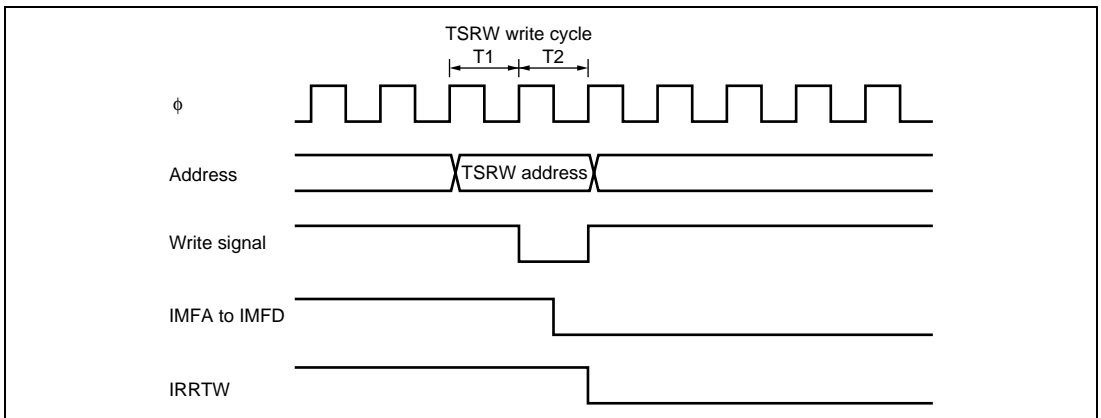 TSRW write cycle
T1 T2
ϕ
Address
TSRW address
Write signal
IMFA to IMFD
IRRTW